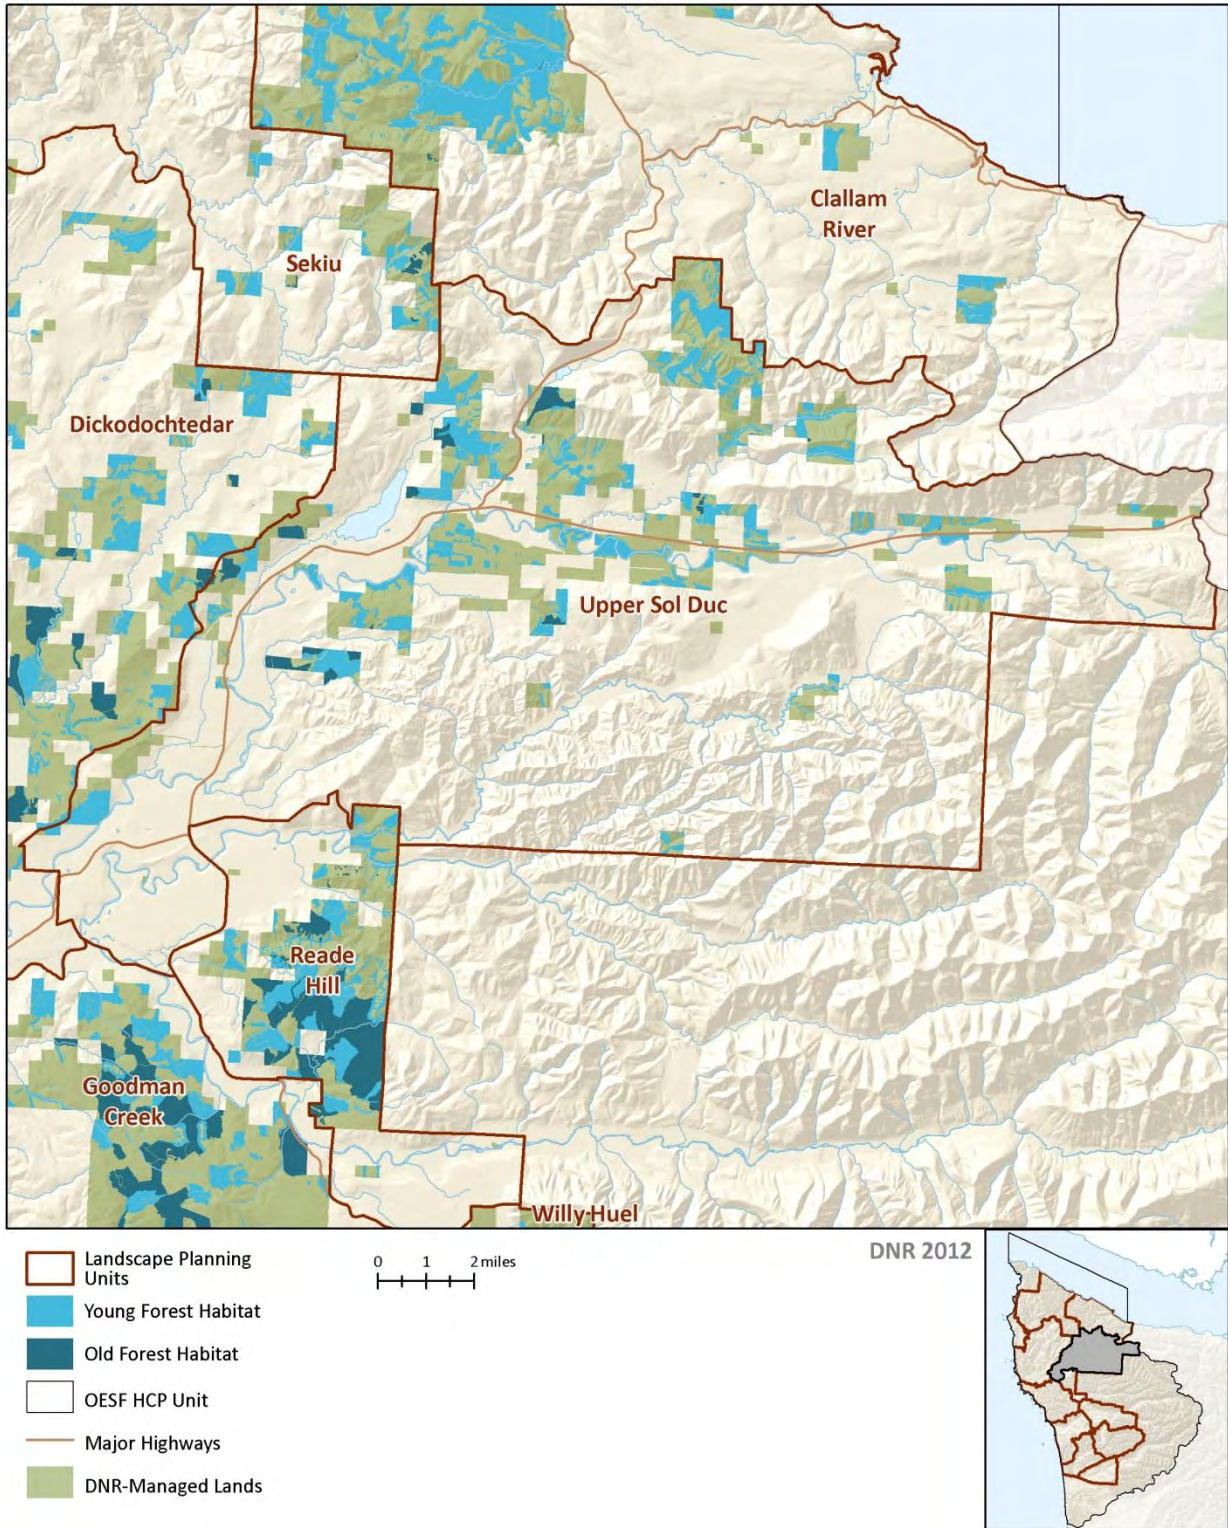 Clallam
River
Sekiu
Dickodochtedar
Upper Sol Duc
Reade
Hill
Goodman
Creek
Willy-Huel
Landscape Planning
Units
Young Forest Habitat
Old Forest Habitat
OESF HCP Unit
Major Highways
DNR-Managed Lands
0 1 2 miles
DNR 2012